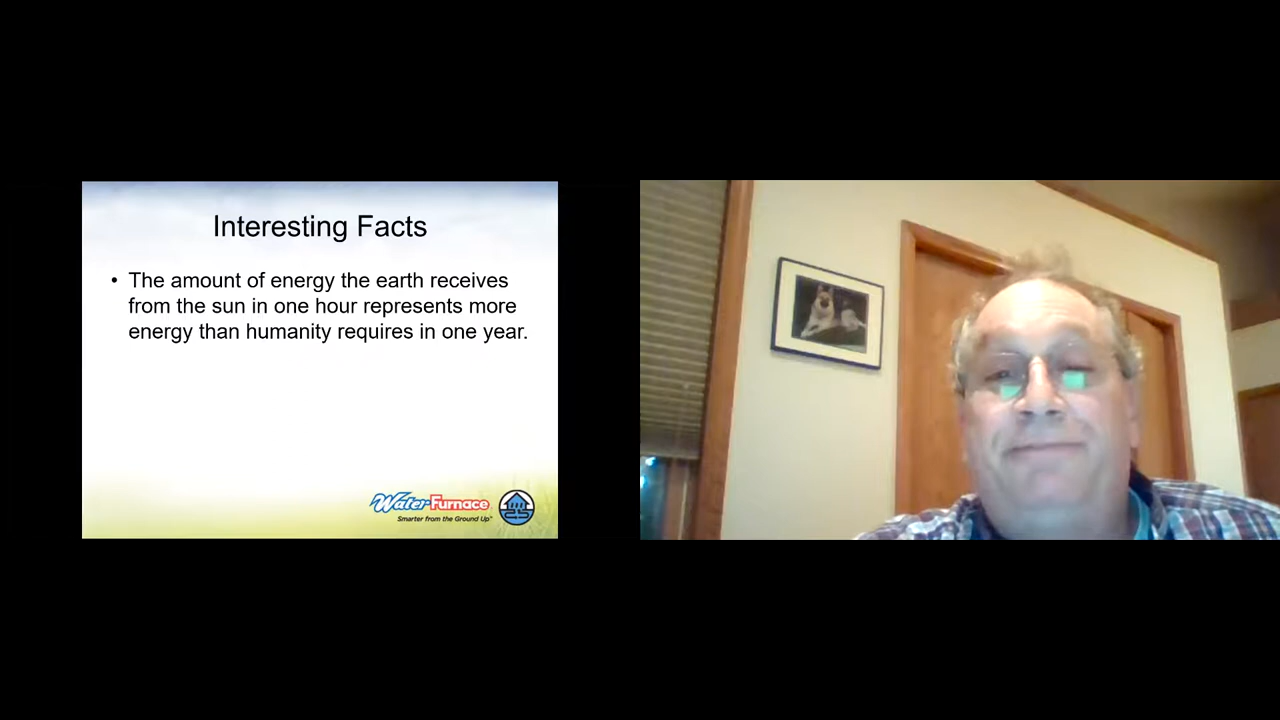 Interesting Facts
• The amount of energy the earth receives
from the sun in one hour represents more
energy than humanity requires in one year.
WaterFurnace
Smarter from the Ground Up™